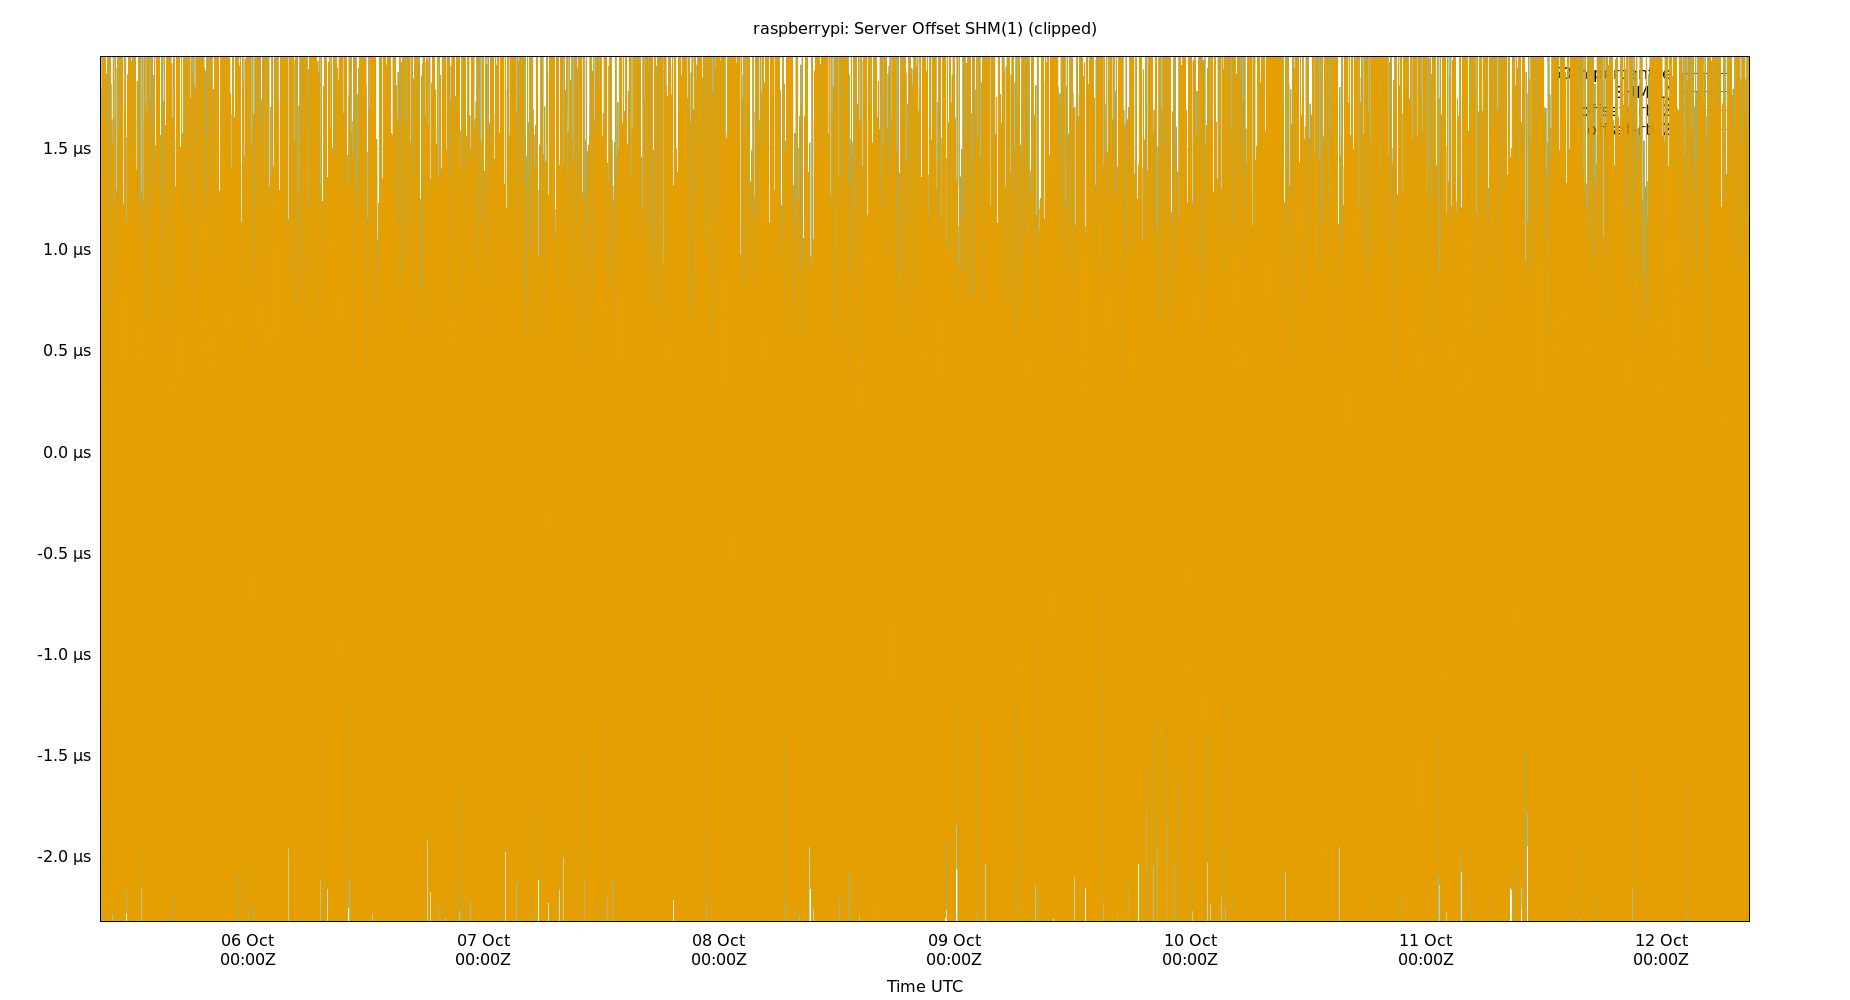 raspberrypi: Server Offset SHM(1) (clipped)
1.5 µs
1.0 µs
0.5 µs
0.0 µs
-0.5 µs
-1.0 µs
-1.5 µs
-2.0 µs
06 Oct 07 Oct 08 Oct 09 Oct 10 Oct 11 Oct 12 Oct
00:00Z 00:00Z 00:00Z 00:00Z 00:00Z 00:00Z 00:00Z
Time UTC